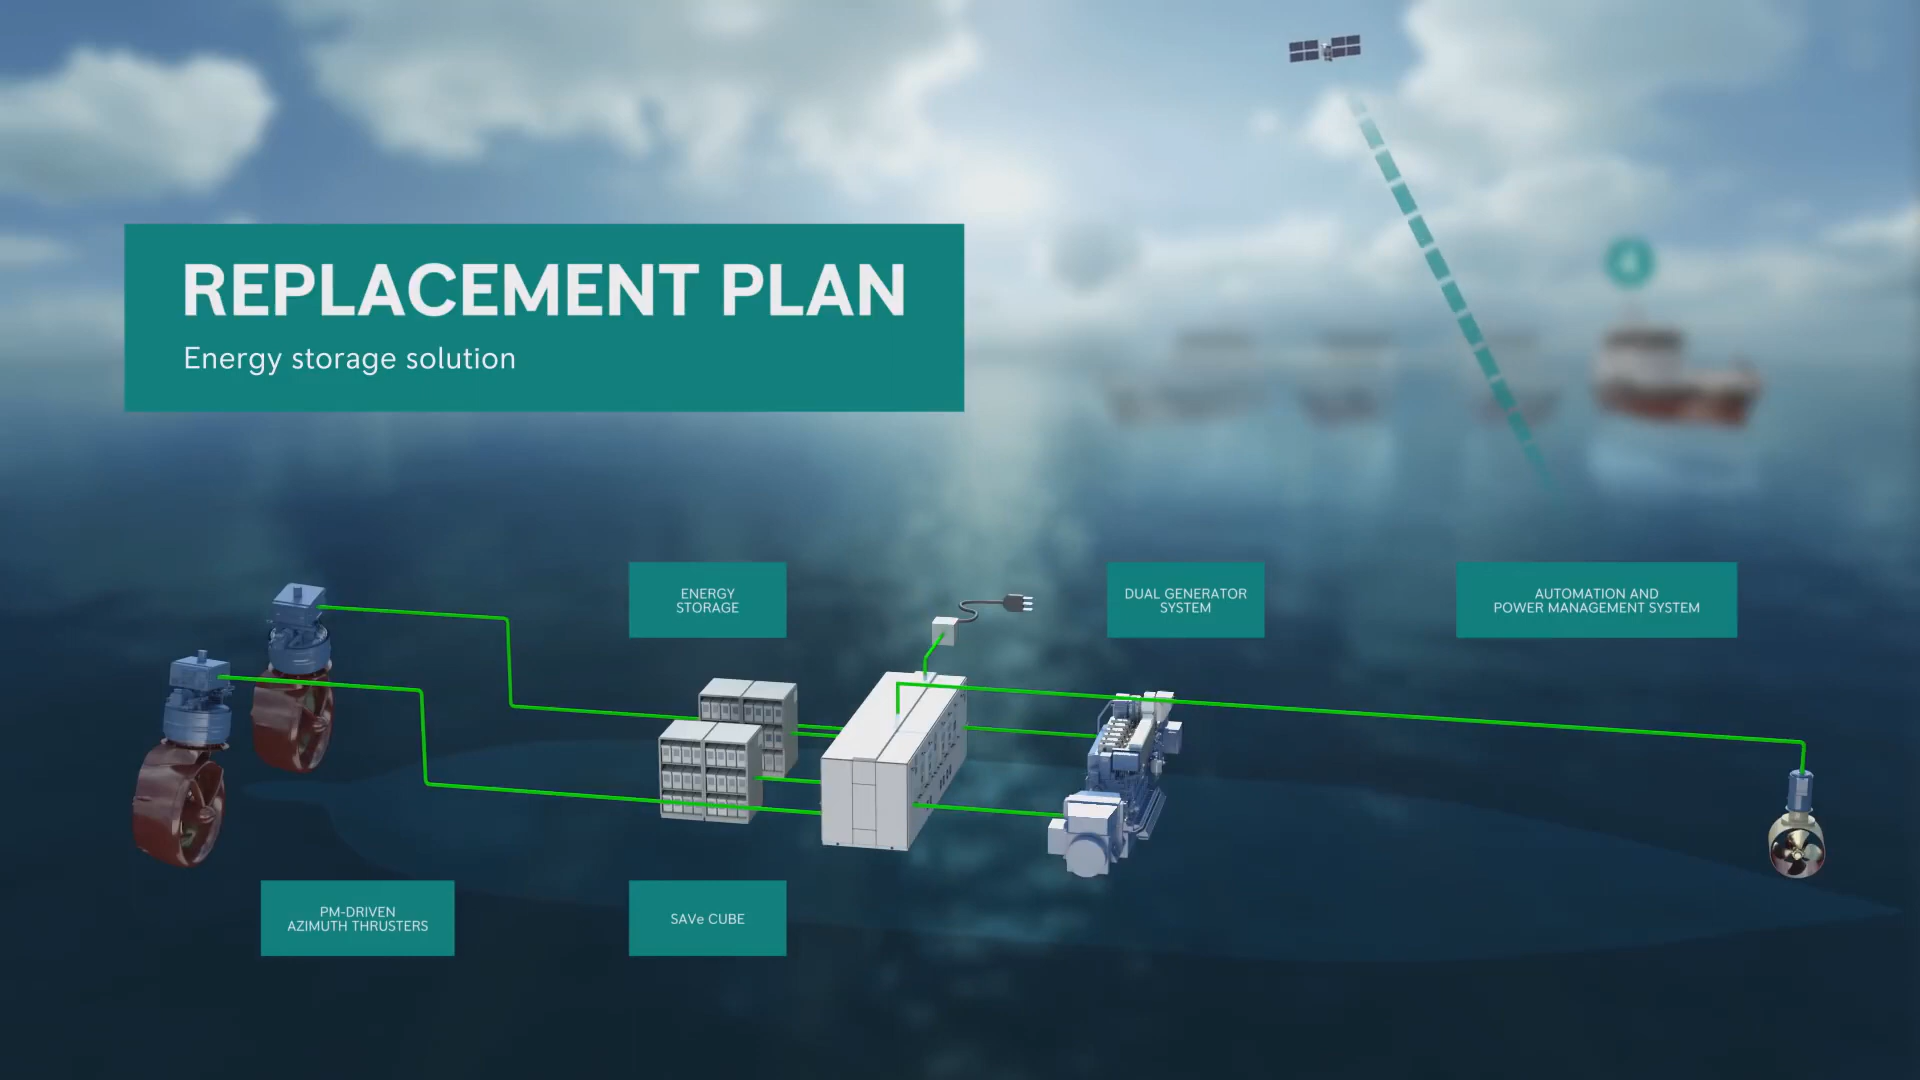 REPLACEMENT PLAN
Energy storage solution
ENERGY
STORAGE
DUAL GENERATOR
SYSTEM
AUTOMATION AND
POWER MANAGEMENT SYSTEM
PM-DRIVEN
AZIMUTH THRUSTERS
SAVe CUBE